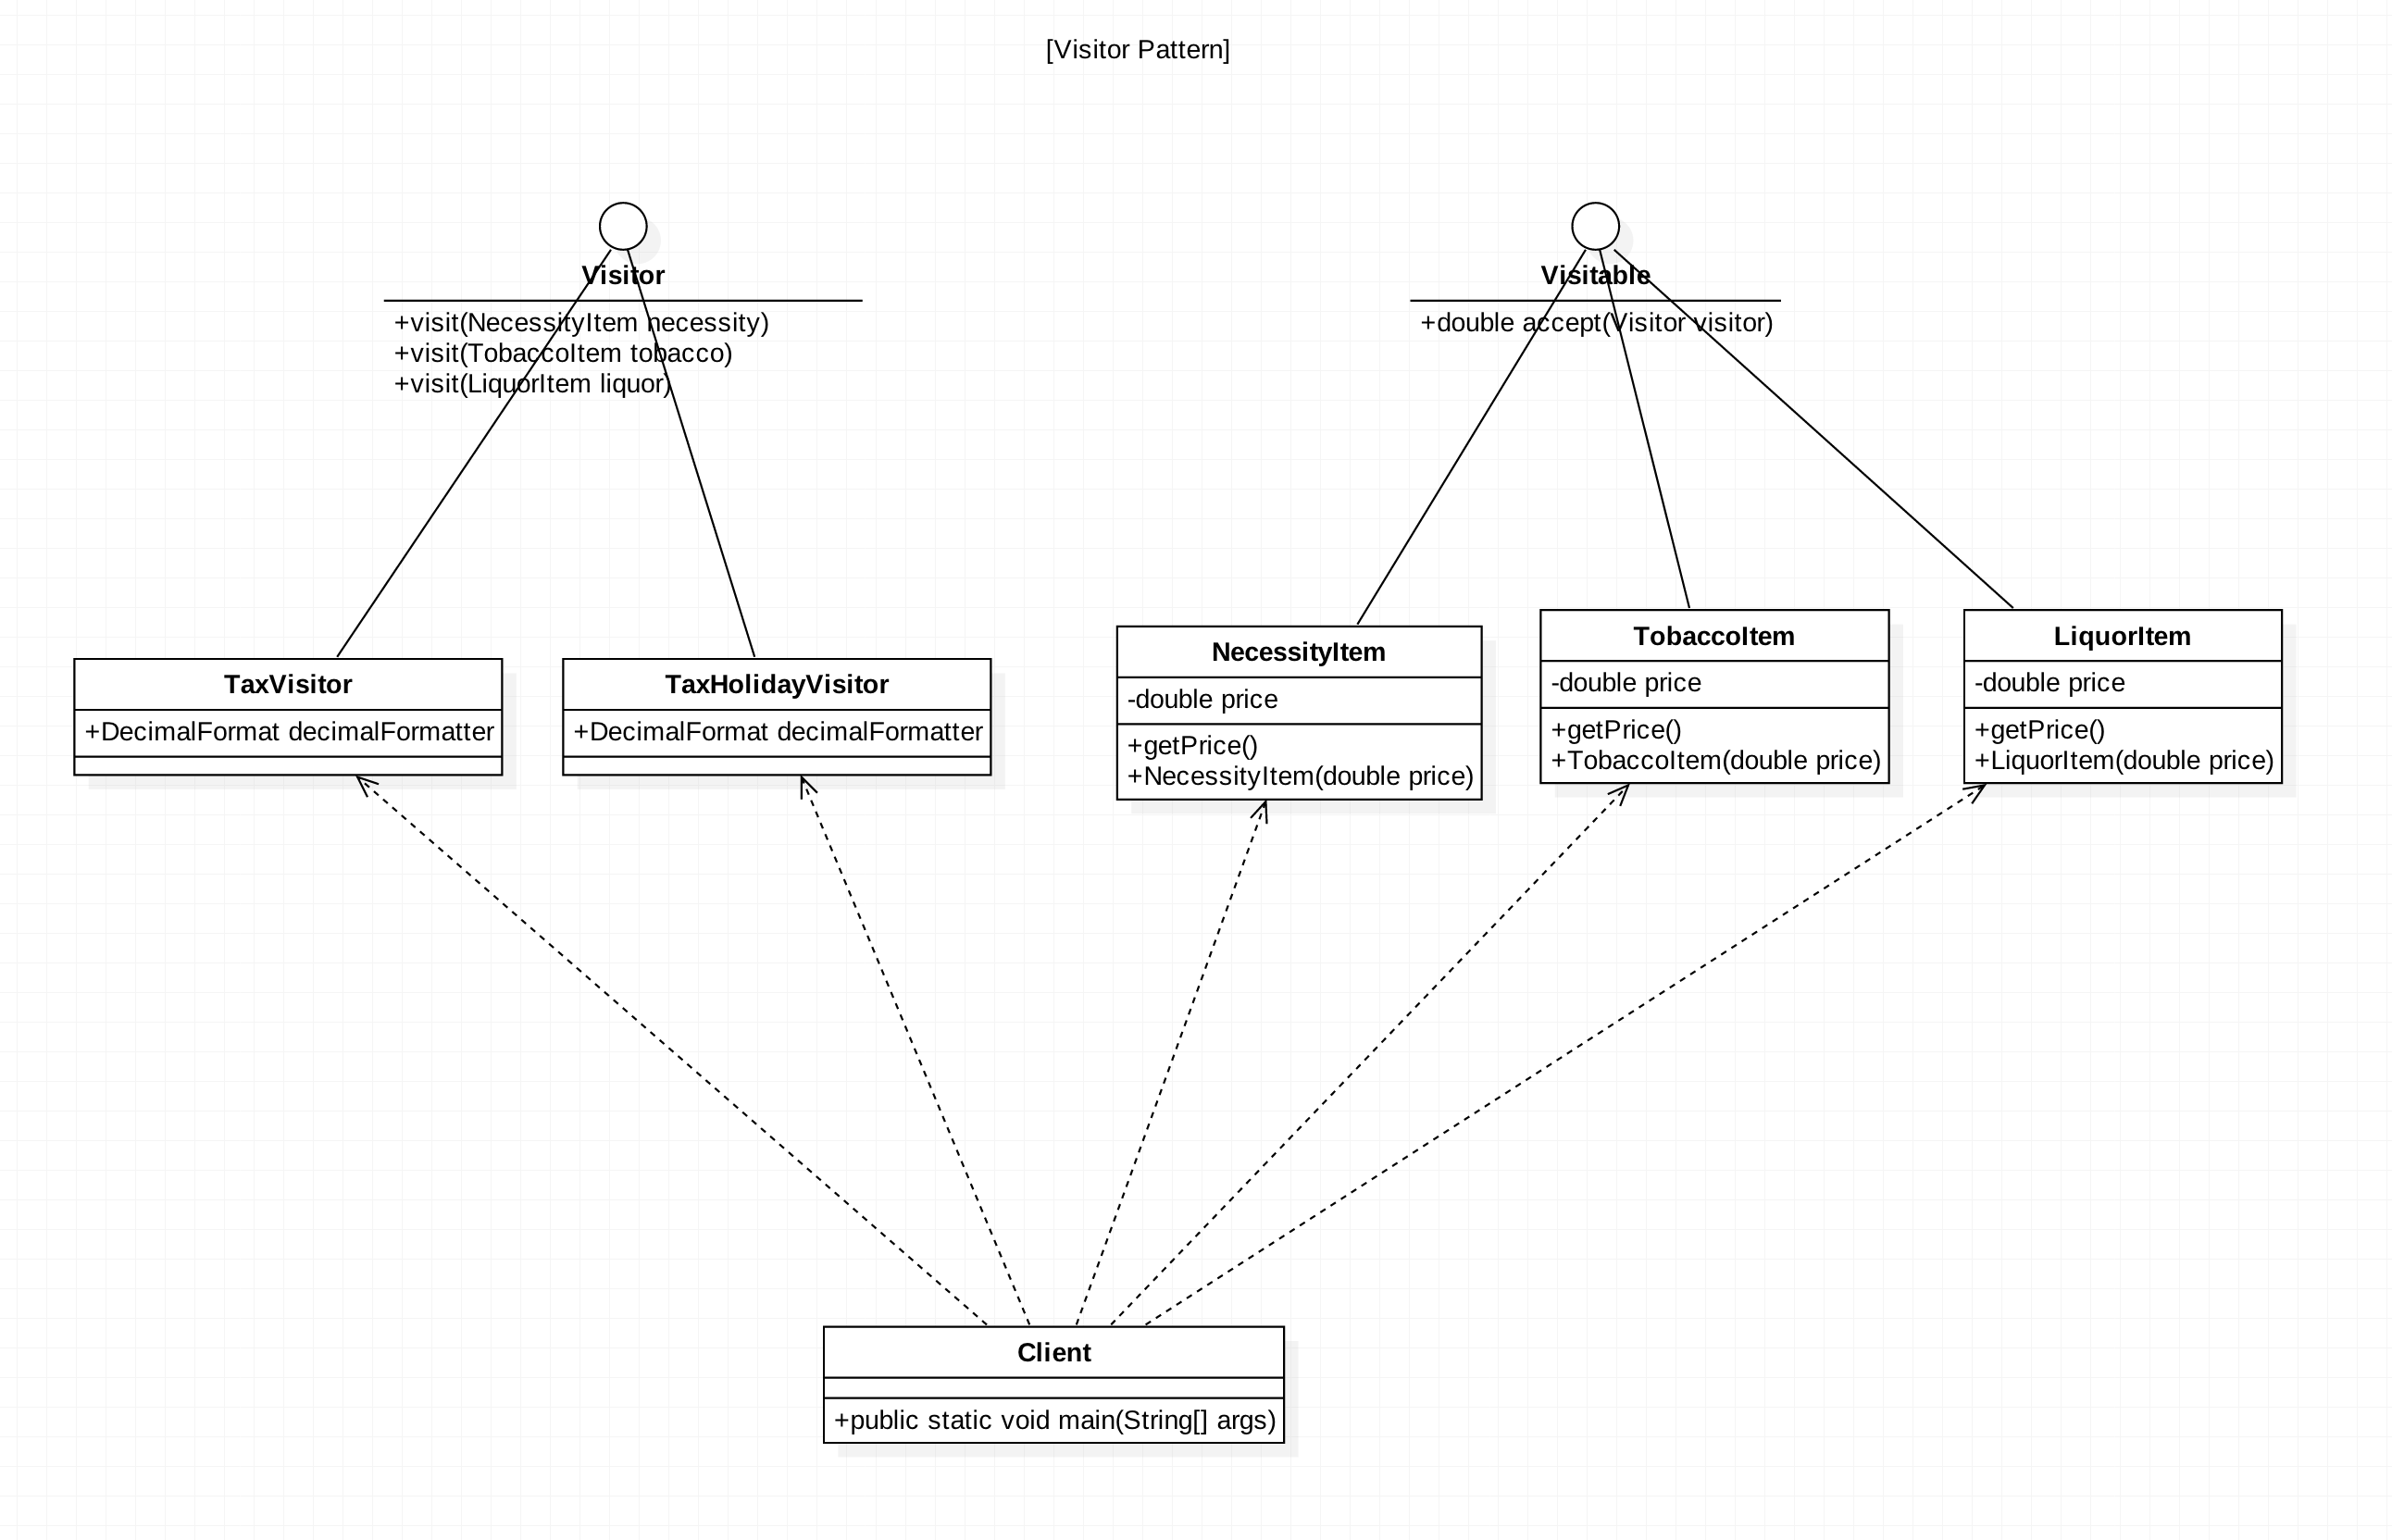 [Visitor Pattern]
Visitor
+visit(NecessityItem necessity)
+visit(TobaccoItem tobacco)
+visit(LiquorItem liquor)
Visitable
+double accept(Visitor visitor)
TaxVisitor
+DecimalFormat decimalFormatter
TaxHolidayVisitor
+DecimalFormat decimalFormatter
NecessityItem
-double price
+getPrice()
+NecessityItem(double price)
TobaccoItem
-double price
+getPrice()
+TobaccoItem(double price)
LiquorItem
-double price
+getPrice()
+LiquorItem(double price)
Client
+public static void main(String[] args)